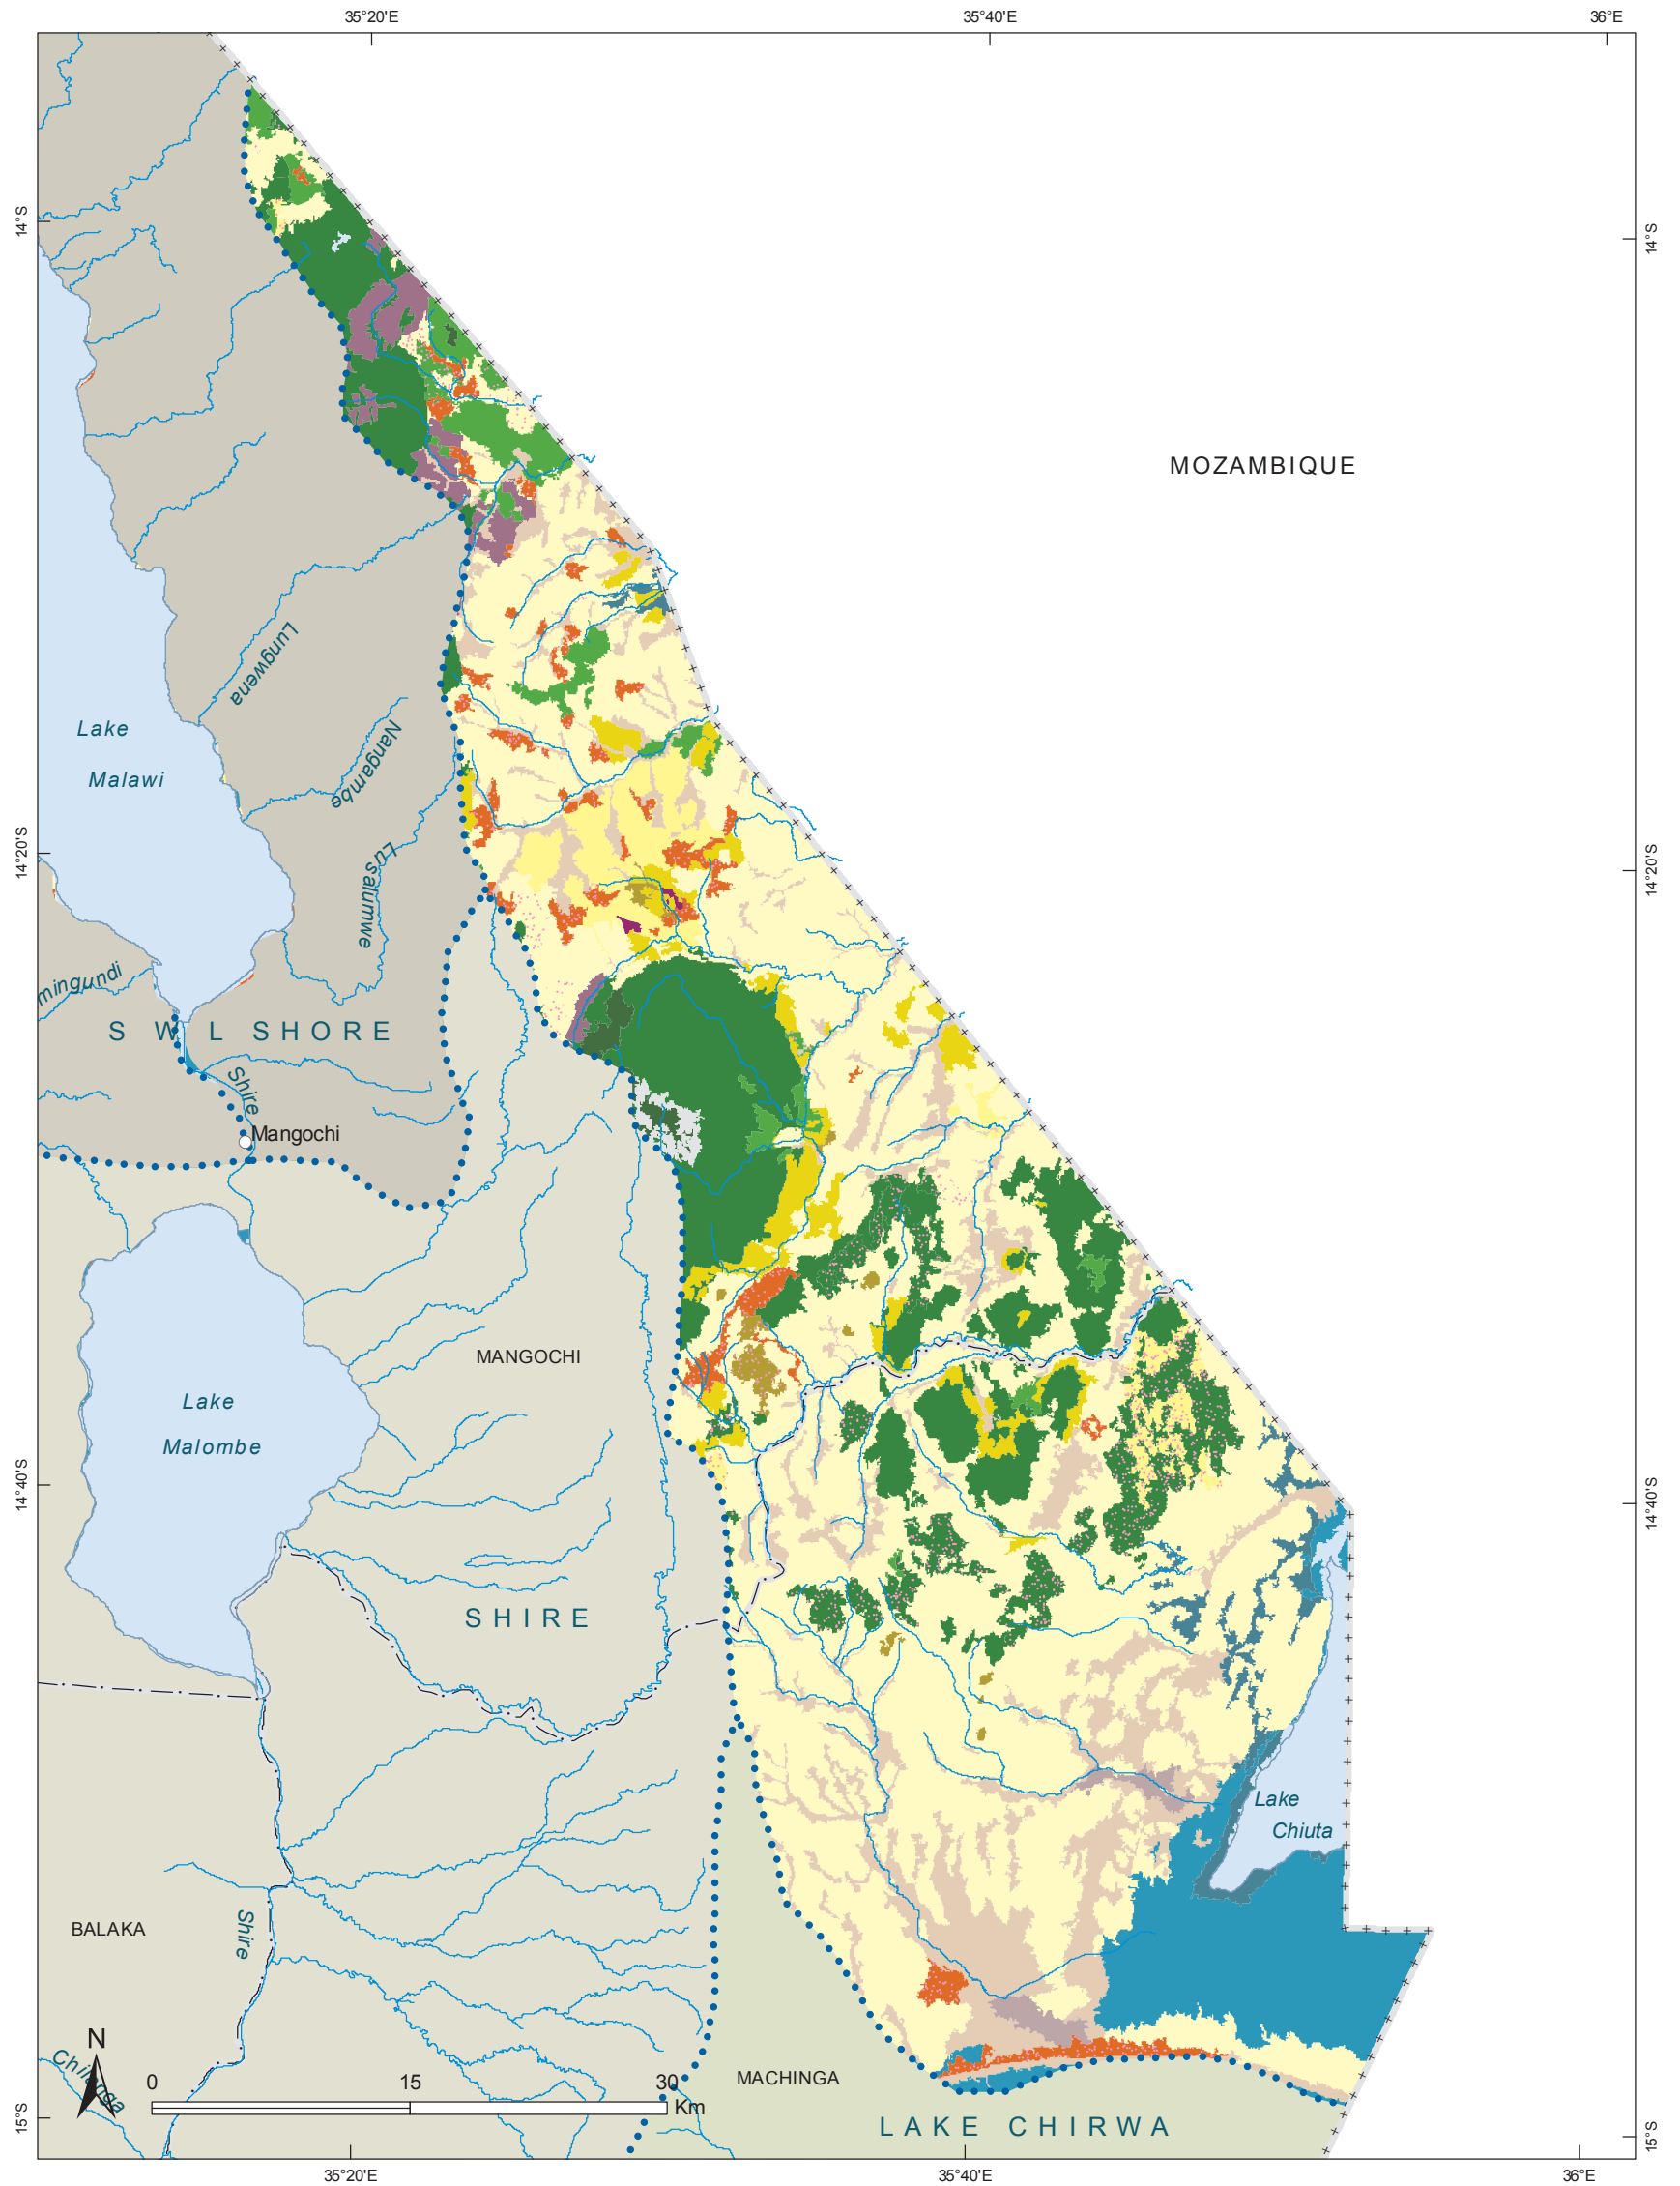 35°20'E
35°40'E
36°E
14°S
14°S
MOZAMBIQUE
Lungwena
Lake
Malawi
Nangambe
14°20'S
14°20'S
Lusalumwe
mingundi
S W L SHORE
Shire
Mangochi
MANGOCHI
Lake
Malombe
14°40'S
14°40'S
SHIRE
Lake
Chiuta
BALAKA
Shire
N
Chilanga
0 15 30
Km
MACHINGA
LAKE CHIRWA
15°S
15°S
35°20'E
35°40'E
36°E